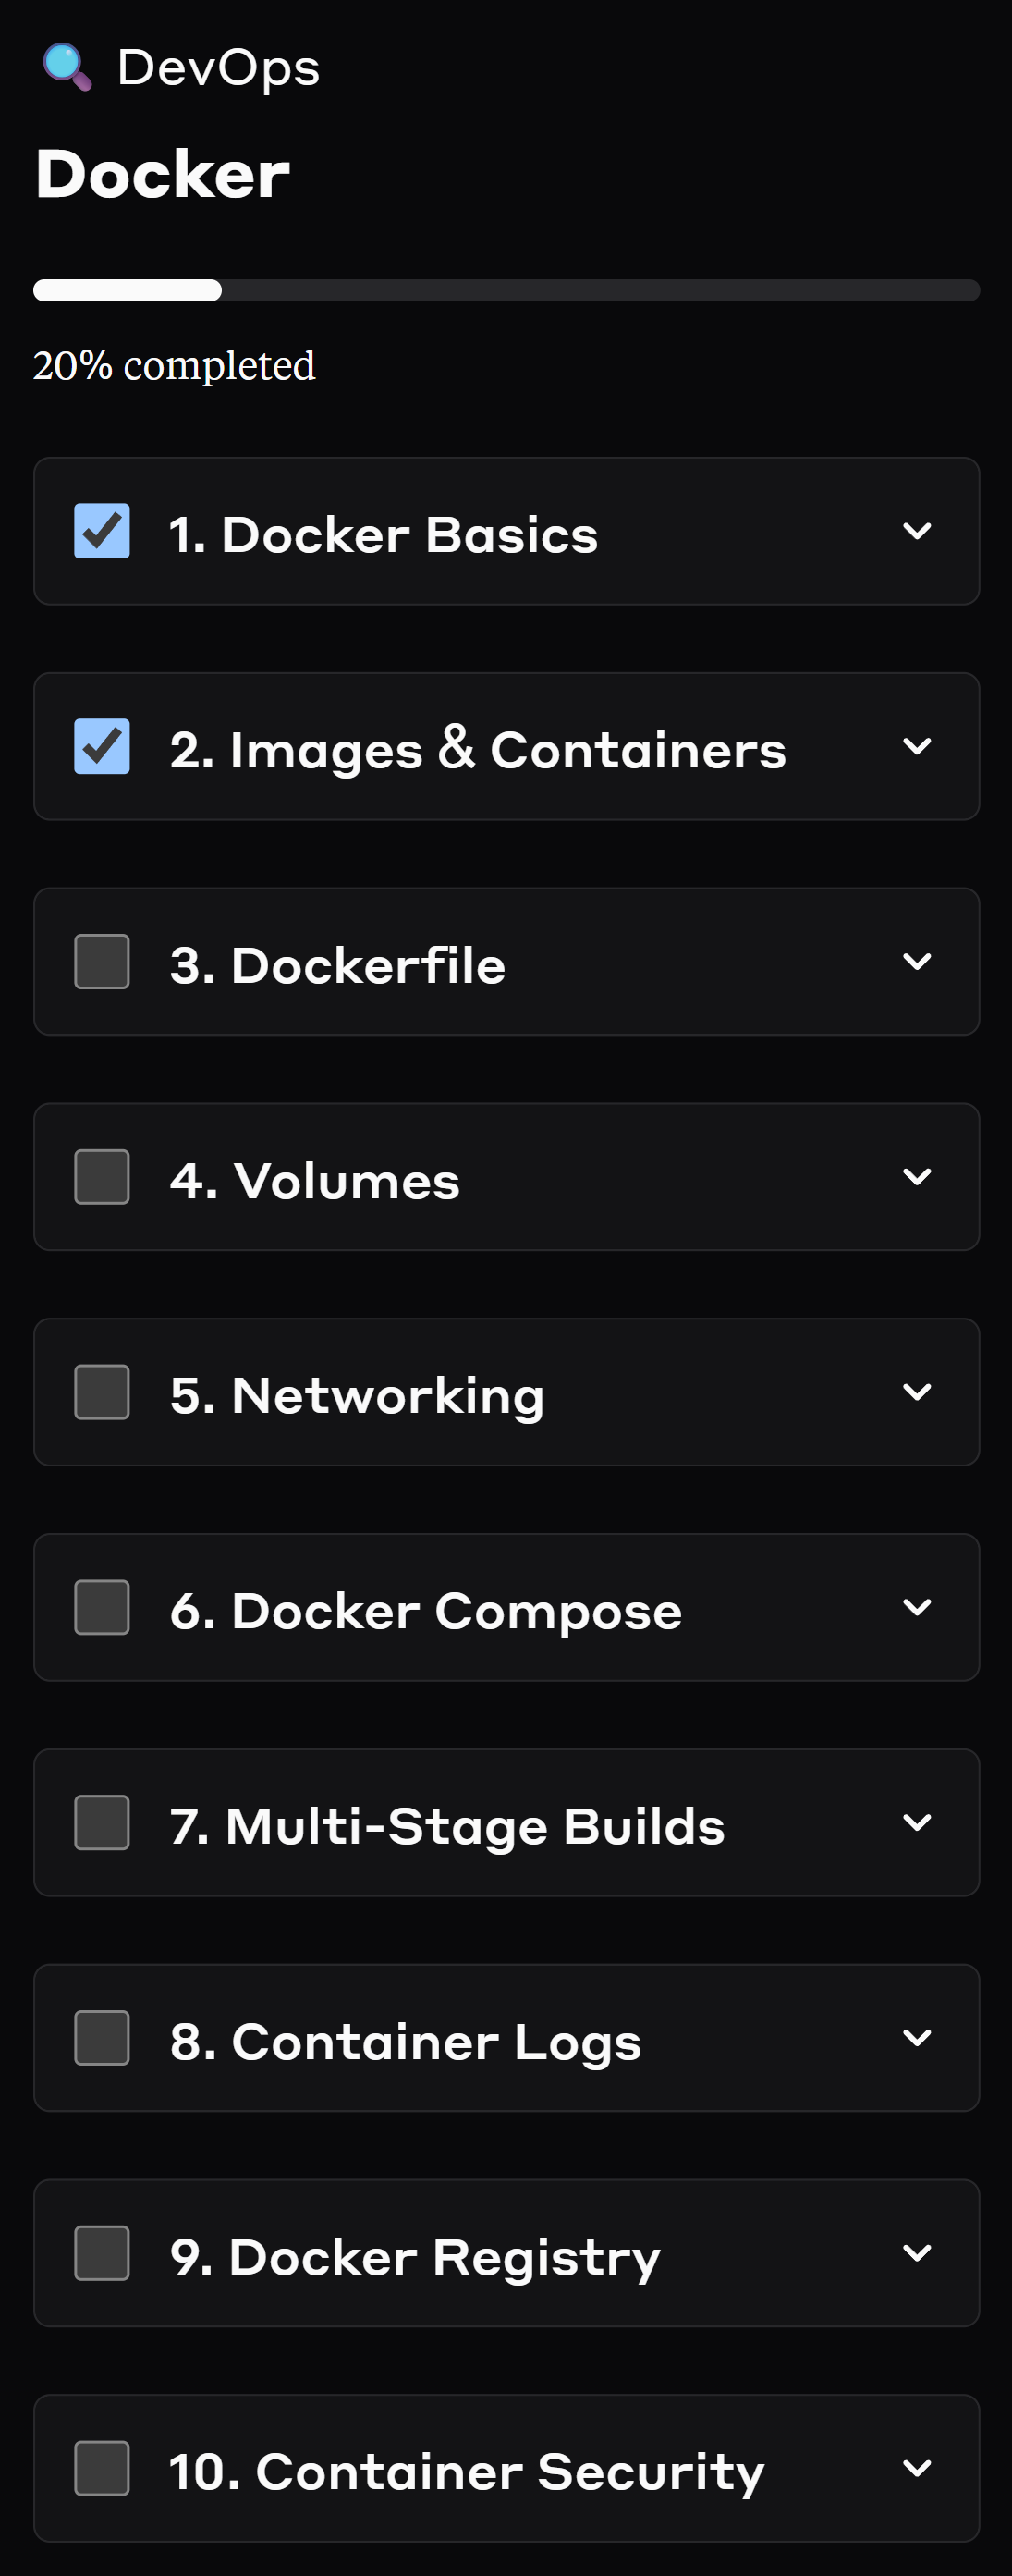 DevOps
Docker
20% completed
1. Docker Basics
2. Images & Containers
3. Dockerfile
4. Volumes
5. Networking
6. Docker Compose
7. Multi-Stage Builds
8. Container Logs
9. Docker Registry
10. Container Security